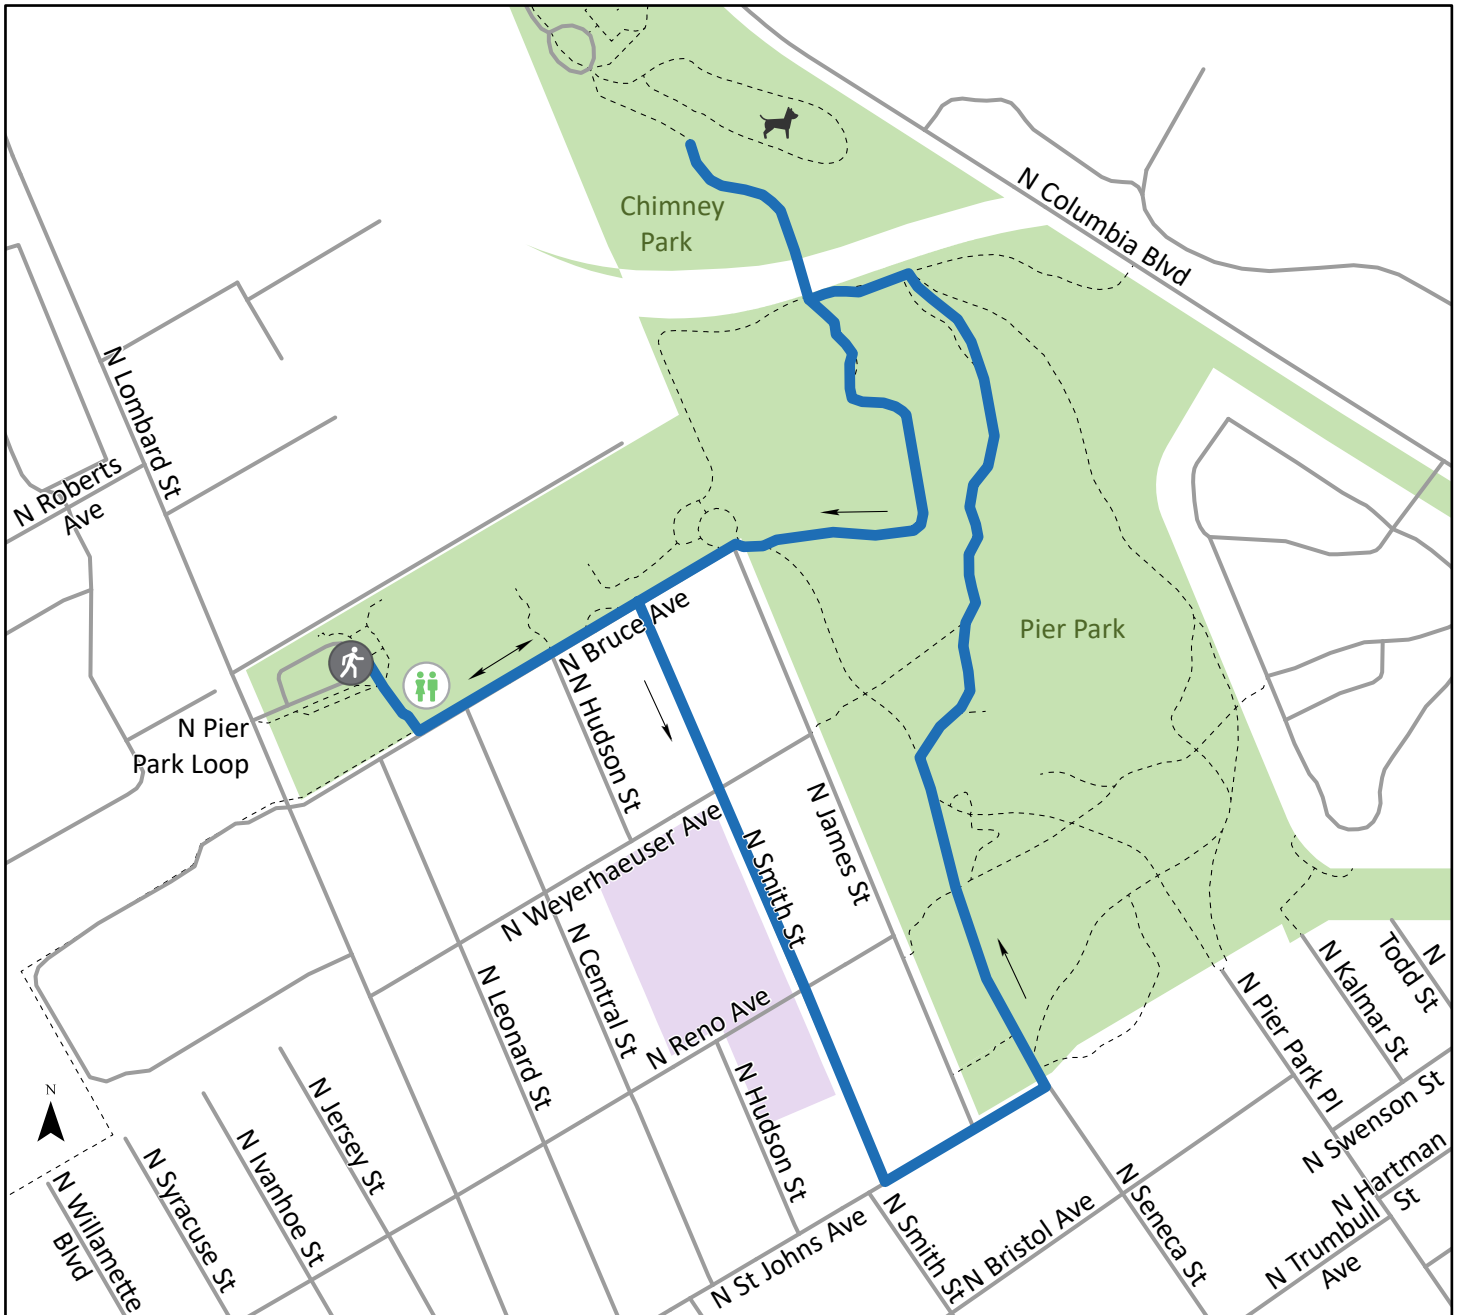 Chimney
Park
N Columbia Blvd
N Lombard St
N Roberts
Ave
N Bruce Ave
Pier Park
N Pier
Park Loop
N Hudson St
N James St
N Weyerhaeuser Ave
N Smith St
N Central St
N Leonard St
N Reno Ave
N Hudson St
N Jersey St
N Ivanhoe St
N Syracuse St
N Willamette
Blvd
N
N St Johns Ave
N Smith St
N Bristol Ave
N Seneca St
N Pier Park Pl
N Kalmar St
N
Todd St
N Swenson St
N Hartman
St
N Trumbull
Ave